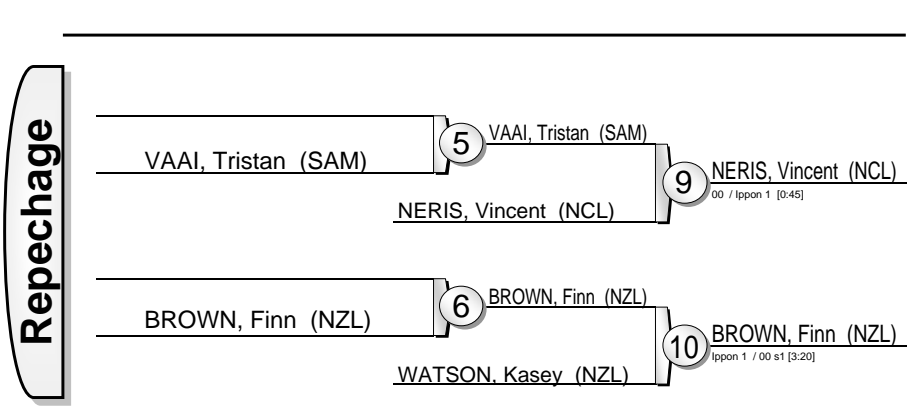 Repechage
VAAI, Tristan (SAM)
5
VAAI, Tristan (SAM)
NERIS, Vincent (NCL)
9
NERIS, Vincent (NCL)
00 / Ippon 1 [0:45]
BROWN, Finn (NZL)
6
BROWN, Finn (NZL)
WATSON, Kasey (NZL)
10
BROWN, Finn (NZL)
Ippon 1 / 00 s1 [3:20]